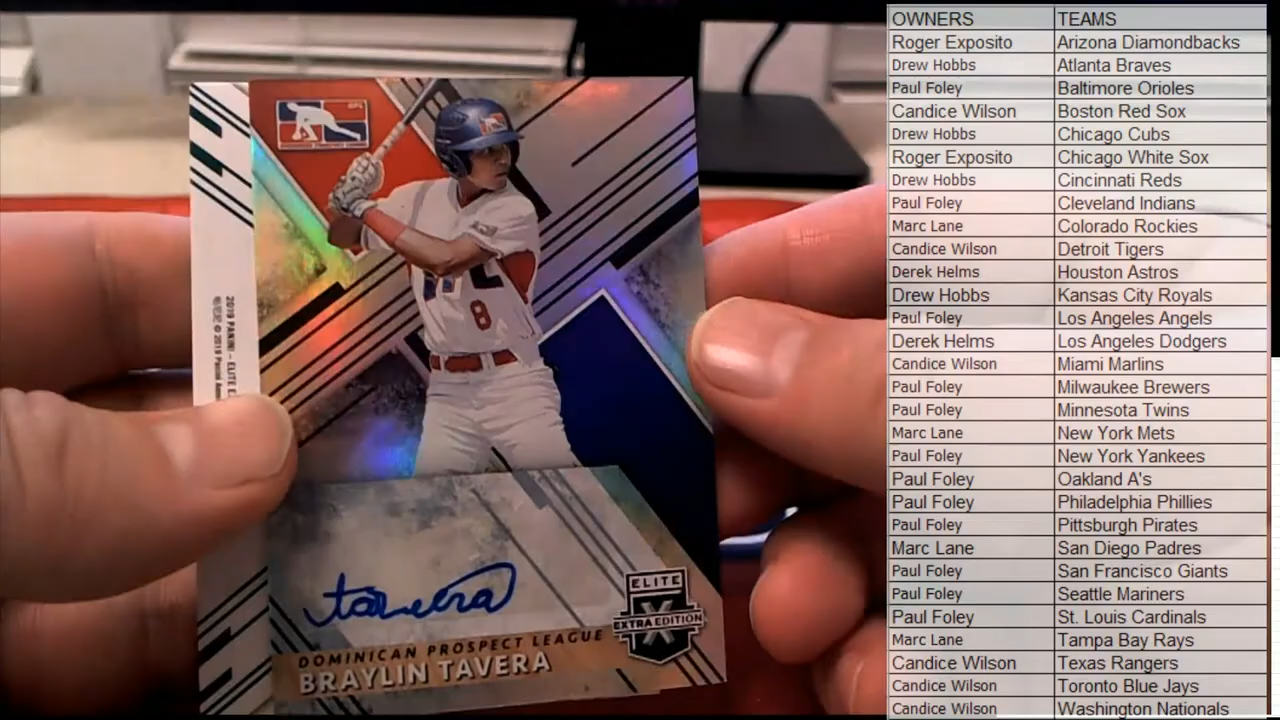 DPL
8
2019 PANINI – ELITE E
© 2019 Panini Am
tavera
ELITE
X
EXTRA EDITION
DOMINICAN PROSPECT LEAGUE
BRAYLIN TAVERA
OWNERS TEAMS
Roger Exposito Arizona Diamondbacks
Drew Hobbs Atlanta Braves
Paul Foley Baltimore Orioles
Candice Wilson Boston Red Sox
Drew Hobbs Chicago Cubs
Roger Exposito Chicago White Sox
Drew Hobbs Cincinnati Reds
Paul Foley Cleveland Indians
Marc Lane Colorado Rockies
Candice Wilson Detroit Tigers
Derek Helms Houston Astros
Drew Hobbs Kansas City Royals
Paul Foley Los Angeles Angels
Derek Helms Los Angeles Dodgers
Candice Wilson Miami Marlins
Paul Foley Milwaukee Brewers
Paul Foley Minnesota Twins
Marc Lane New York Mets
Paul Foley New York Yankees
Paul Foley Oakland A's
Paul Foley Philadelphia Phillies
Paul Foley Pittsburgh Pirates
Marc Lane San Diego Padres
Paul Foley San Francisco Giants
Paul Foley Seattle Mariners
Paul Foley St. Louis Cardinals
Marc Lane Tampa Bay Rays
Candice Wilson Texas Rangers
Candice Wilson Toronto Blue Jays
Candice Wilson Washington Nationals